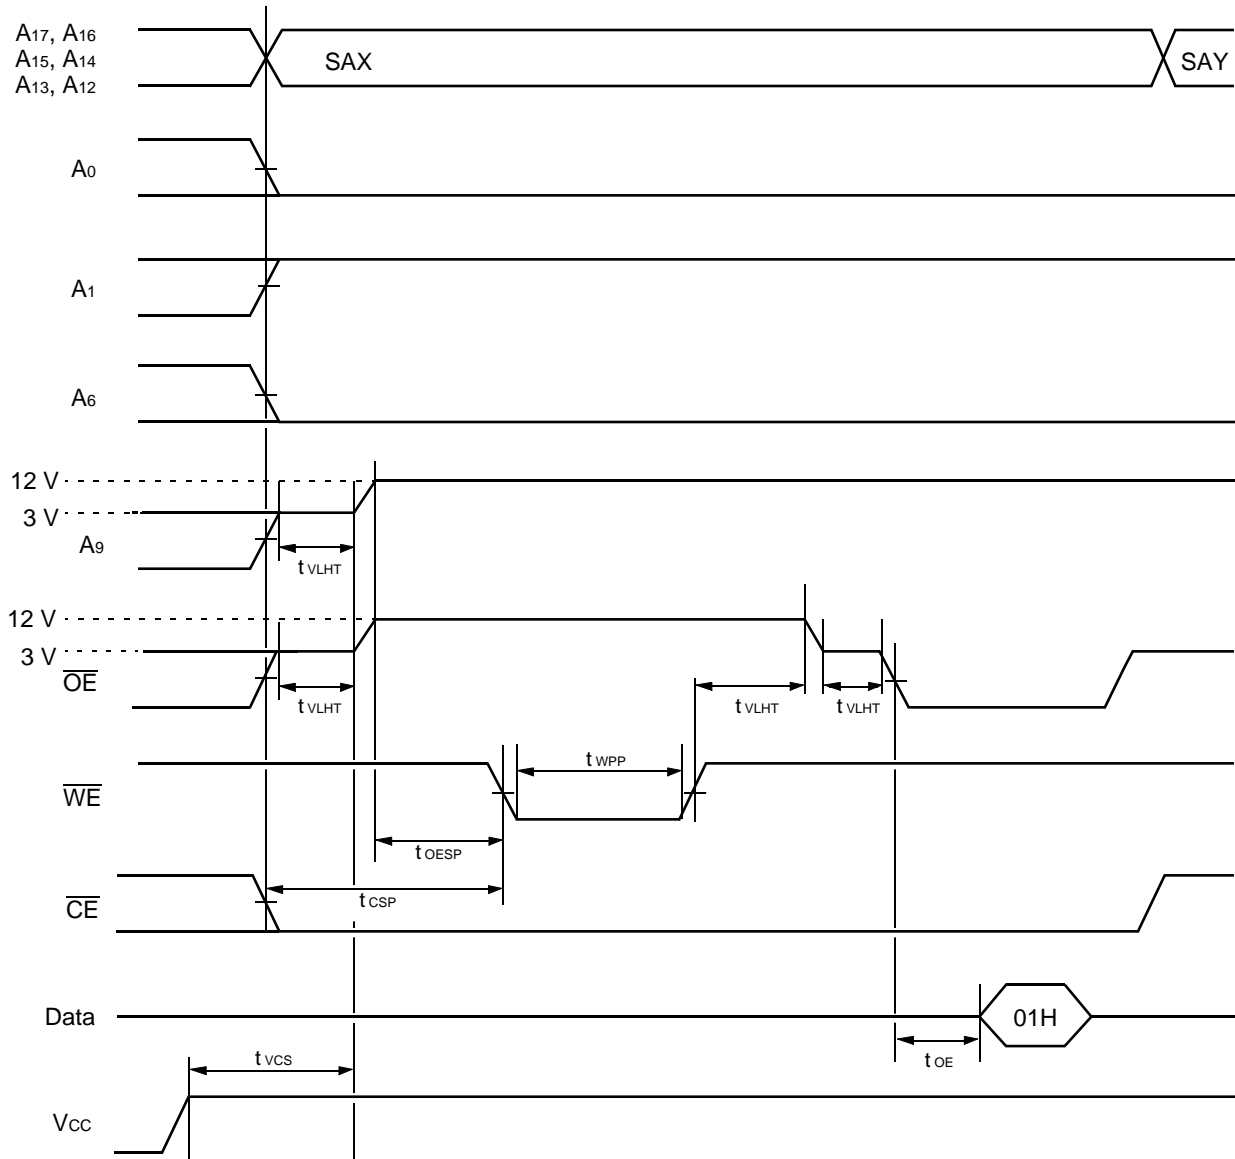 A17, A16
A15, A14
A13, A12
SAX
SAY
A0
A1
A6
12 V
3 V
A9
t VLHT
12 V
3 V
OE
t VLHT
t VLHT
t VLHT
t WPP
WE
t OESP
t CSP
CE
Data
01H
t VCS
t OE
VCC